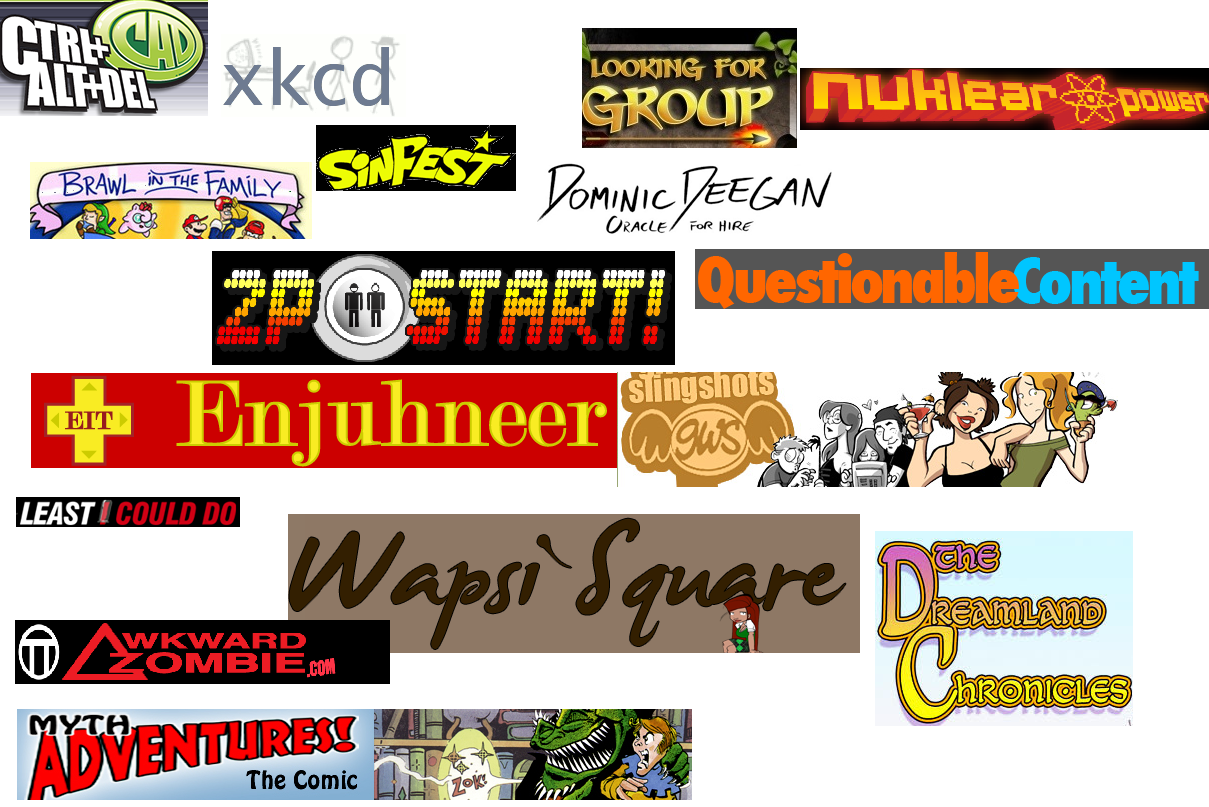 CTRL+
ALT+DEL
CAD
xkcd
LOOKING FOR
GROUP
nuklear power
SINFEST
BRAWL IN THE FAMILY
DOMINIC DEEGAN
ORACLE FOR HIRE
2P START!
QuestionableContent
EIT Enjuhneer
slingshots
gws
LEAST I COULD DO
Wapsi Square
THE
DREAMLAND
CHRONICLES
AWKWARD
ZOMBIE.COM
MYTH
ADVENTURES!
The Comic
ZOK!